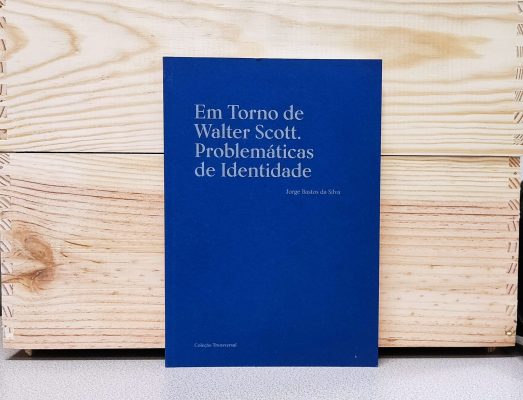 Em Torno de
Walter Scott.
Problemáticas
de Identidade
Jorge Bastos da Silva
Coleção Transversal